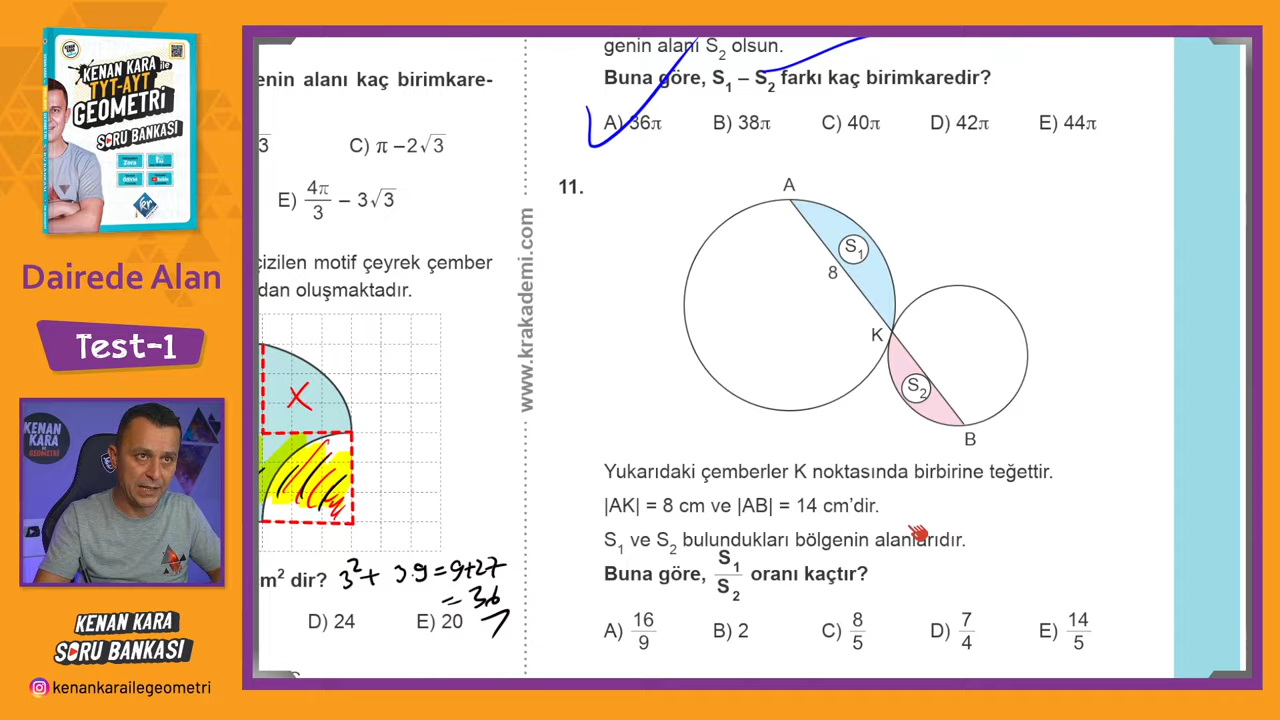 KENAN KARA ile
TYT-AYT
GEOMETRİ
SORU BANKASI
Dairede Alan
Test-1
KENAN
KARA
KENAN KARA
SORU BANKASI
kenankarailegeometri
enin alanı kaç birimkare-
3
C) π – 2√3
E) 4π/3 – 3√3
çizilen motif çeyrek çember
dan oluşmaktadır.
X
m² dir? 3² + 3.9 = 9+27
= 36
D) 24 E) 20
www.krakademi.com
genin alanı S₂ olsun.
Buna göre, S₁ – S₂ farkı kaç birimkaredir?
A) 36π B) 38π C) 40π D) 42π E) 44π
11.
A
S₁
8
K
S₂
B
Yukarıdaki çemberler K noktasında birbirine teğettir.
|AK| = 8 cm ve |AB| = 14 cm'dir.
S₁ ve S₂ bulundukları bölgenin alanlarıdır.
Buna göre, S₁/S₂ oranı kaçtır?
A) 16/9 B) 2 C) 8/5 D) 7/4 E) 14/5